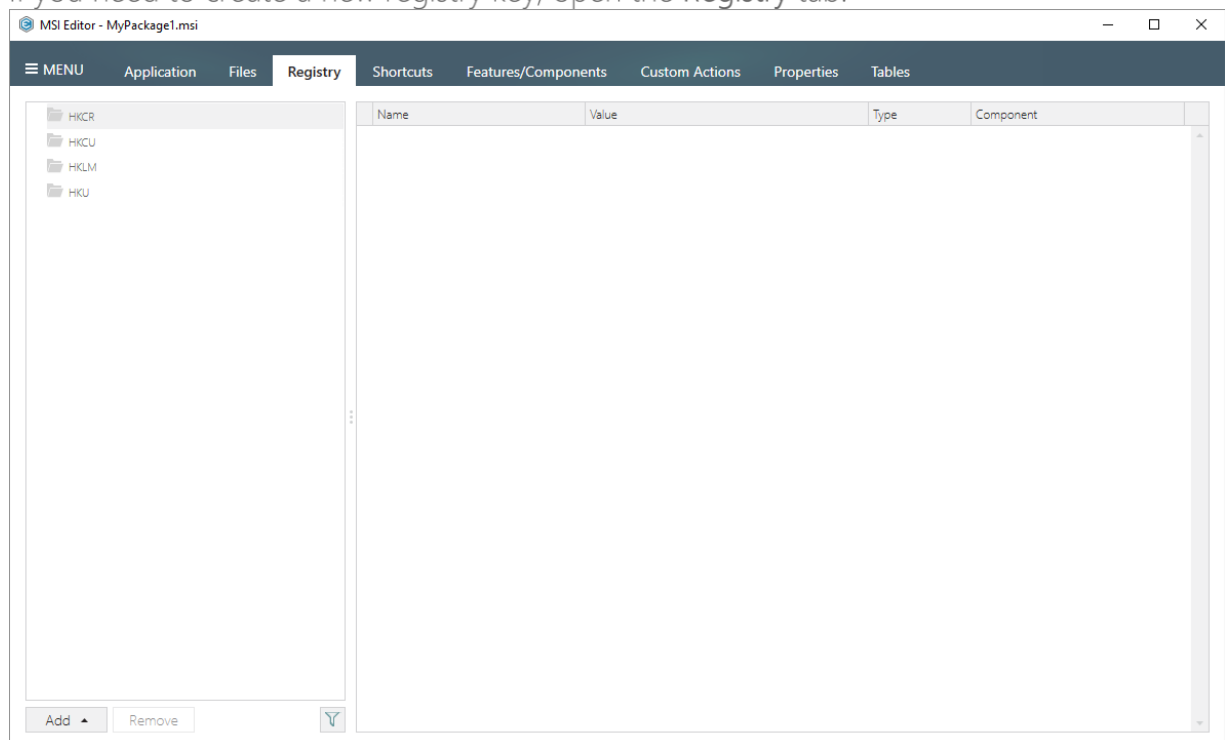 If you need to create a new registry key, open the Registry tab.
MSI Editor - MyPackage1.msi
MENU Application Files Registry Shortcuts Features/Components Custom Actions Properties Tables
Name Value Type Component
HKCR
HKCU
HKLM
HKU
Add Remove